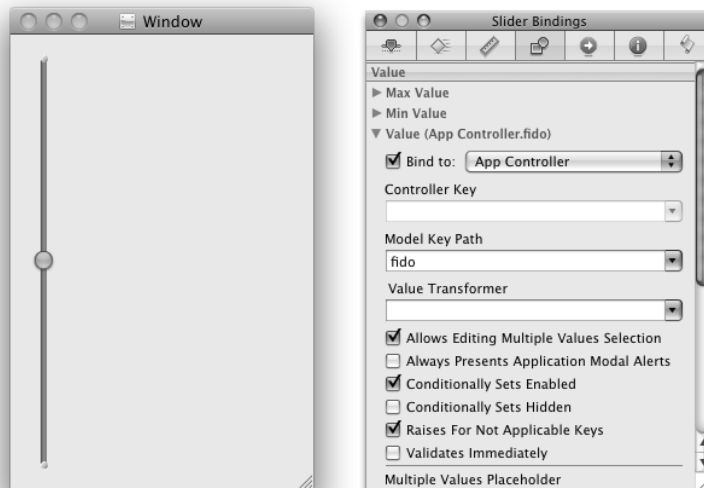 Window
Slider Bindings
Value
Max Value
Min Value
Value (App Controller.fido)
Bind to: App Controller
Controller Key
Model Key Path
fido
Value Transformer
Allows Editing Multiple Values Selection
Always Presents Application Modal Alerts
Conditionally Sets Enabled
Conditionally Sets Hidden
Raises For Not Applicable Keys
Validates Immediately
Multiple Values Placeholder